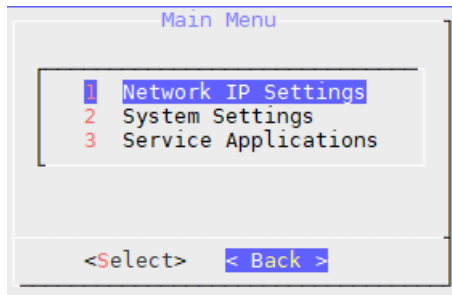 Main Menu
1 Network IP Settings
2 System Settings
3 Service Applications
<Select> < Back >